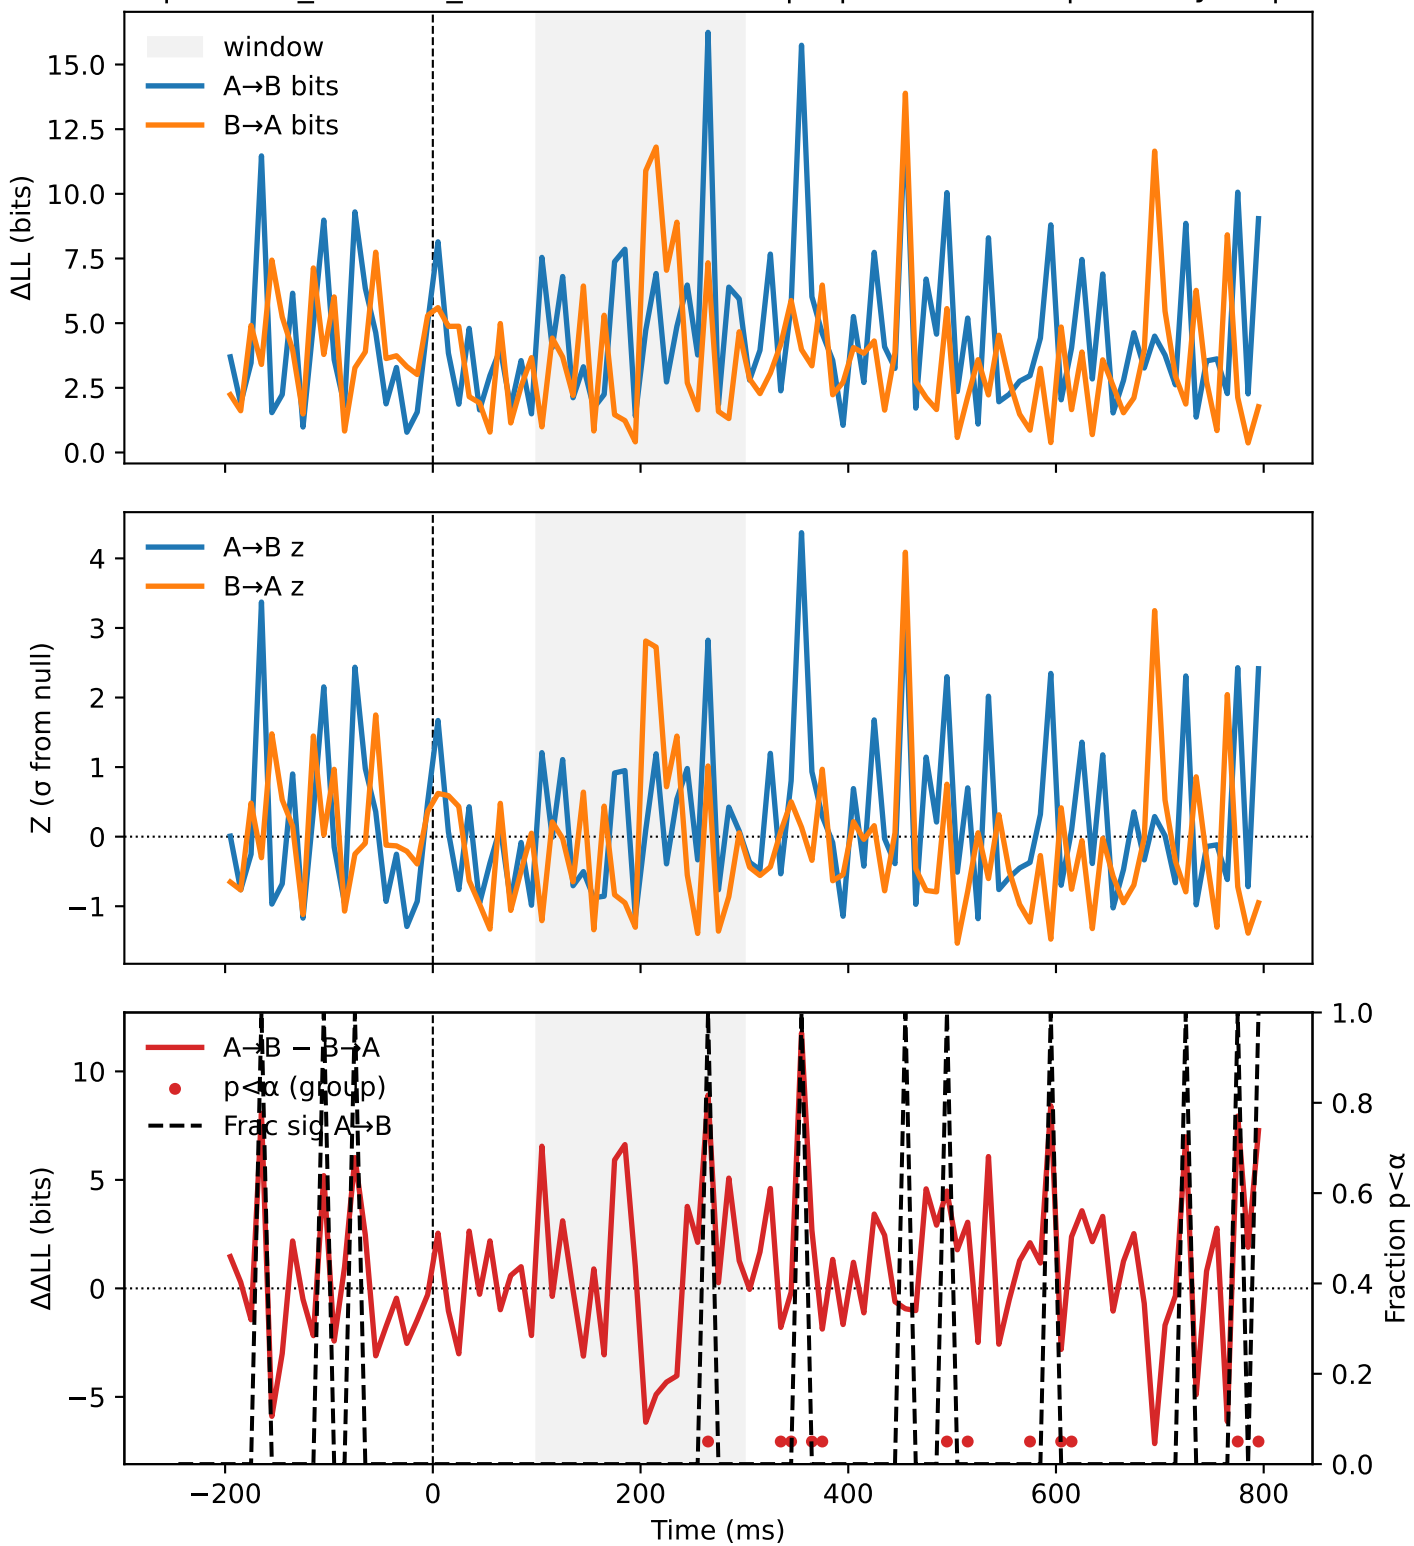 window
A→B bits
B→A bits
15.0
12.5
10.0
7.5
5.0
2.5
0.0
ΔLL (bits)
A→B z
B→A z
4
3
2
1
0
−1
Z (σ from null)
A→B − B→A
p<α (group)
Frac sig A→B
10
5
0
−5
ΔΔLL (bits)
1.0
0.8
0.6
0.4
0.2
0.0
Fraction p<α
−200
0
200
400
600
800
Time (ms)